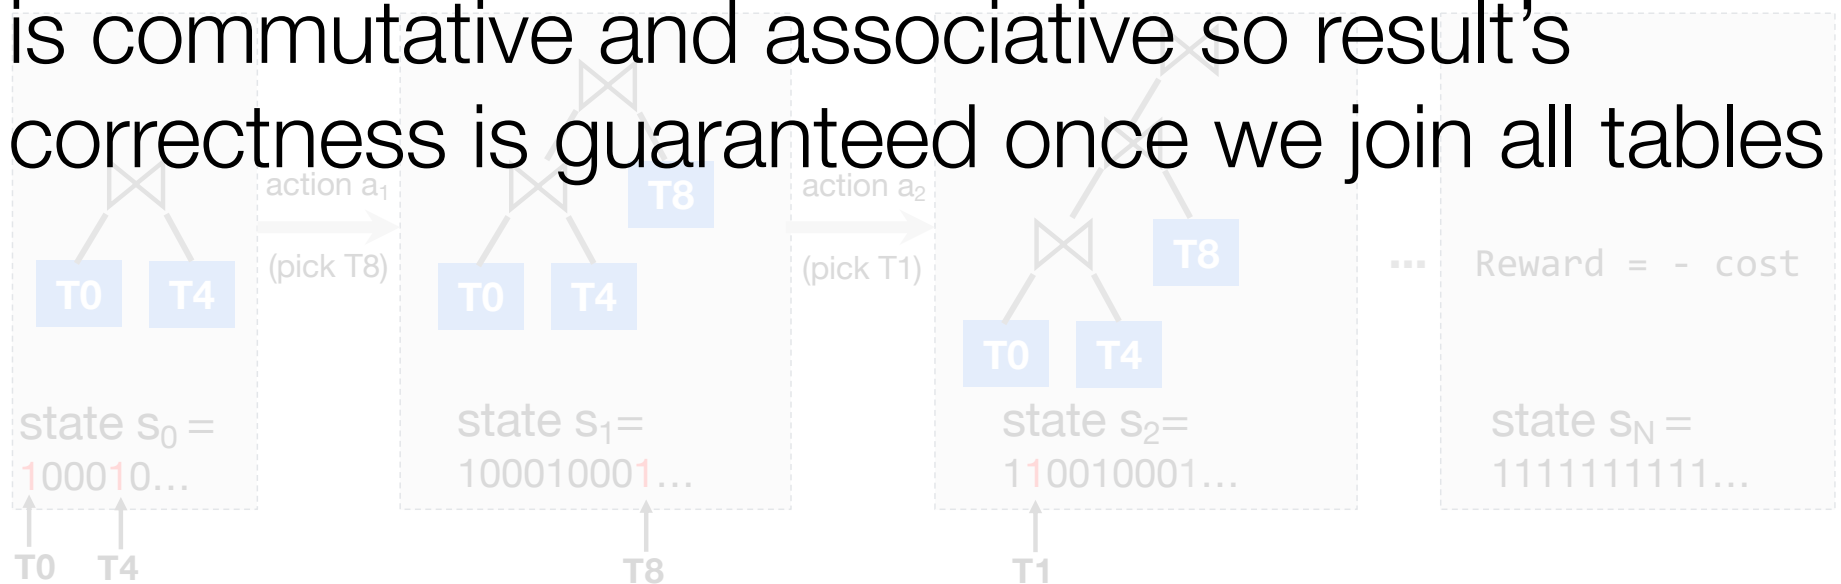 is commutative and associative so result's
correctness is guaranteed once we join all tables
action a₁
(pick T8)
action a₂
(pick T1)
T0 T4
T0 T4 T8
T0 T4 T8
... Reward = - cost
state s₀ =
100010...
T0 T4
state s₁=
100010001...
T8
state s₂=
110010001...
T1
state s_N =
1111111111...